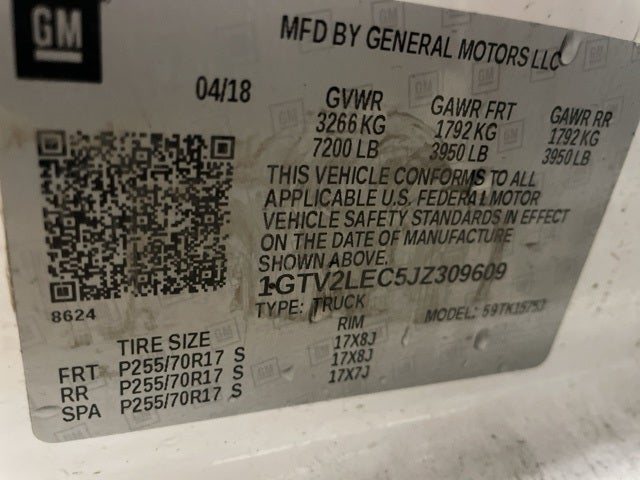 GM
MFD BY GENERAL MOTORS LLC
04/18
GVWR GAWR FRT GAWR RR
3266 KG 1792 KG 1792 KG
7200 LB 3950 LB 3950 LB
THIS VEHICLE CONFORMS TO ALL
APPLICABLE U.S. FEDERAL MOTOR
VEHICLE SAFETY STANDARDS IN EFFECT
ON THE DATE OF MANUFACTURE
SHOWN ABOVE.
1GTV2LEC5JZ309609
TYPE: TRUCK MODEL: 59TK15753
8624
TIRE SIZE RIM
FRT P255/70R17 S 17X8J
RR P255/70R17 S 17X8J
SPA P255/70R17 S 17X7J